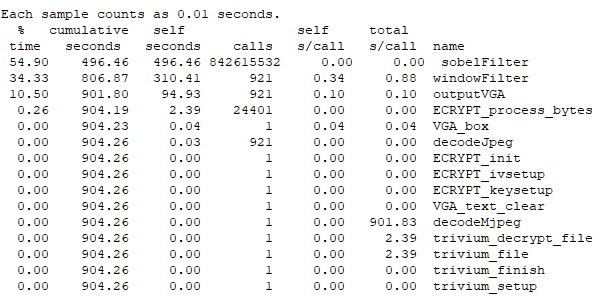 Each sample counts as 0.01 seconds.
  %   cumulative   self              self     total
 time   seconds   seconds    calls   s/call   s/call  name
54.90    496.46   496.46 842615532     0.00     0.00  sobelFilter
34.33    806.87   310.41      921     0.34     0.88  windowFilter
10.50    901.80    94.93      921     0.10     0.10  outputVGA
 0.26    904.19     2.39    24401     0.00     0.00  ECRYPT_process_bytes
 0.00    904.23     0.04        1     0.04     0.04  VGA_box
 0.00    904.26     0.03      921     0.00     0.00  decodeJpeg
 0.00    904.26     0.00        1     0.00     0.00  ECRYPT_init
 0.00    904.26     0.00        1     0.00     0.00  ECRYPT_ivsetup
 0.00    904.26     0.00        1     0.00     0.00  ECRYPT_keysetup
 0.00    904.26     0.00        1     0.00     0.00  VGA_text_clear
 0.00    904.26     0.00        1     0.00   901.83  decodeMjpeg
 0.00    904.26     0.00        1     0.00     2.39  trivium_decrypt_file
 0.00    904.26     0.00        1     0.00     2.39  trivium_file
 0.00    904.26     0.00        1     0.00     0.00  trivium_finish
 0.00    904.26     0.00        1     0.00     0.00  trivium_setup